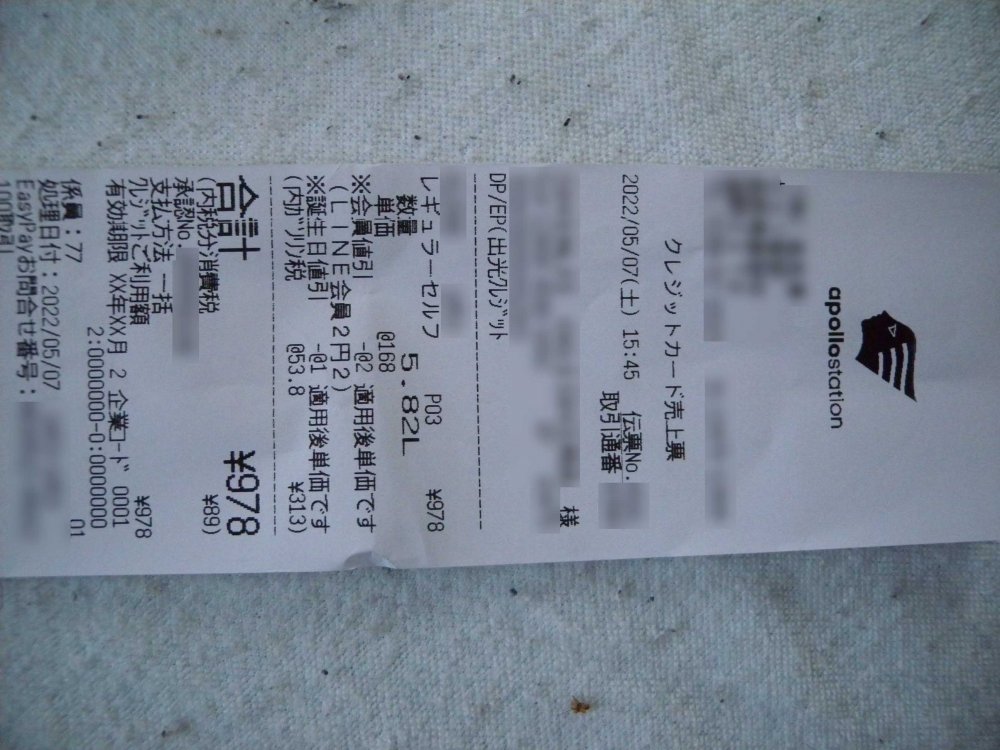 apollostation
クレジットカード売上票
2022/05/07(土) 15:45 伝票No.
取引通番
様
DP/EP(出光クレジット
レギュラーセルフ P03 ¥978
数量 5.82L
単価 @168
※会員値引 -@2 適用後単価です
(LINE会員2円2)
※誕生日値引 -@1 適用後単価です
(内ガソリン税 @53.8 ¥313)
合計 ¥978
(内税分消費税 ¥89)
承認No.
支払方法 一括
クレジットご利用額 ¥978
有効期限 XX年XX月 2 企業コード 0001
2:0000000-0:0000000
係員:77 01
処理日付:2022/05/07
EasyPayお問合せ番号: